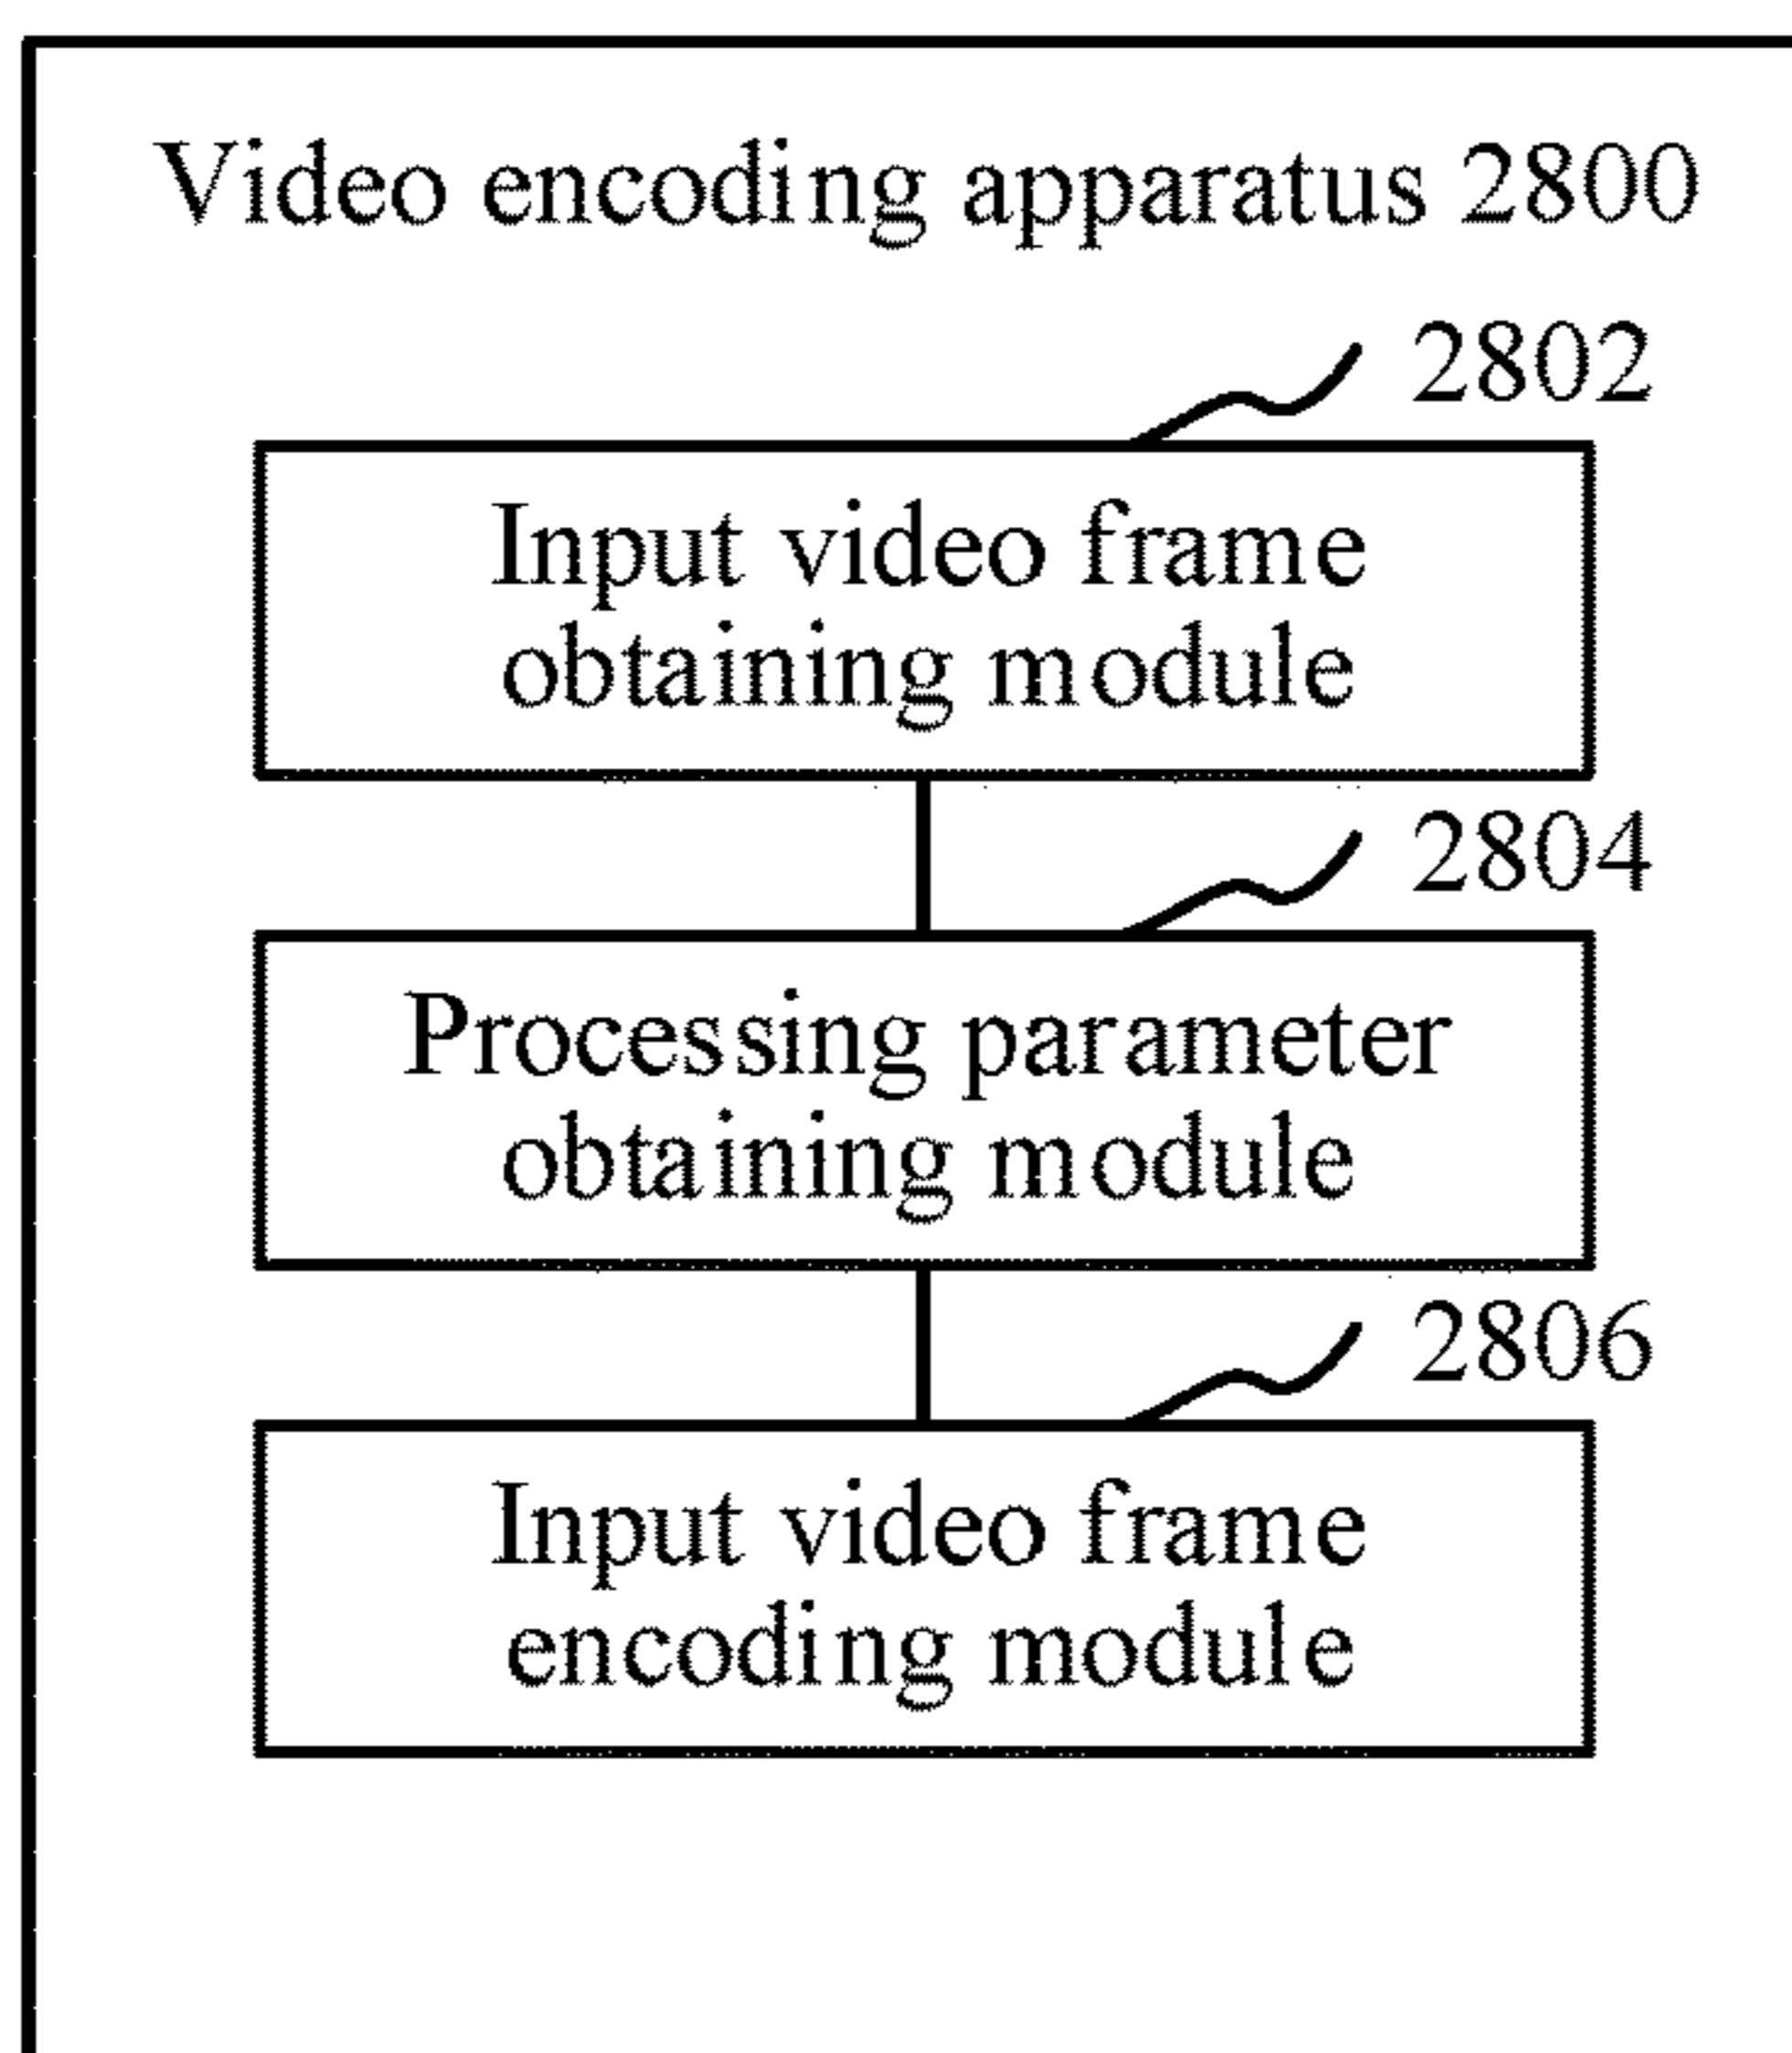 Video encoding apparatus 2800
2802
Input video frame
obtaining module
2804
Processing parameter
obtaining module
2806
Input video frame
encoding module